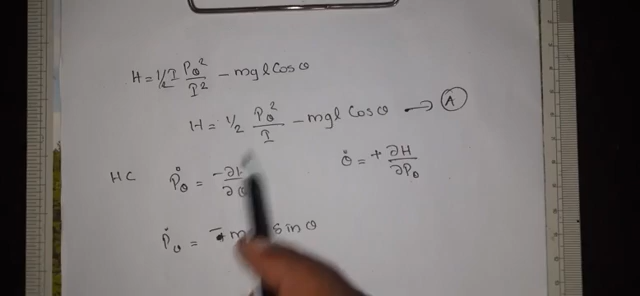 H = 1/2 I Pθ²/I² − mgl Cosθ
H = 1/2 Pθ²/I − mgl Cosθ → A
HC Ṗθ = −∂ θ̇ = + ∂H/∂Pθ
Ṗθ = − m sinθ